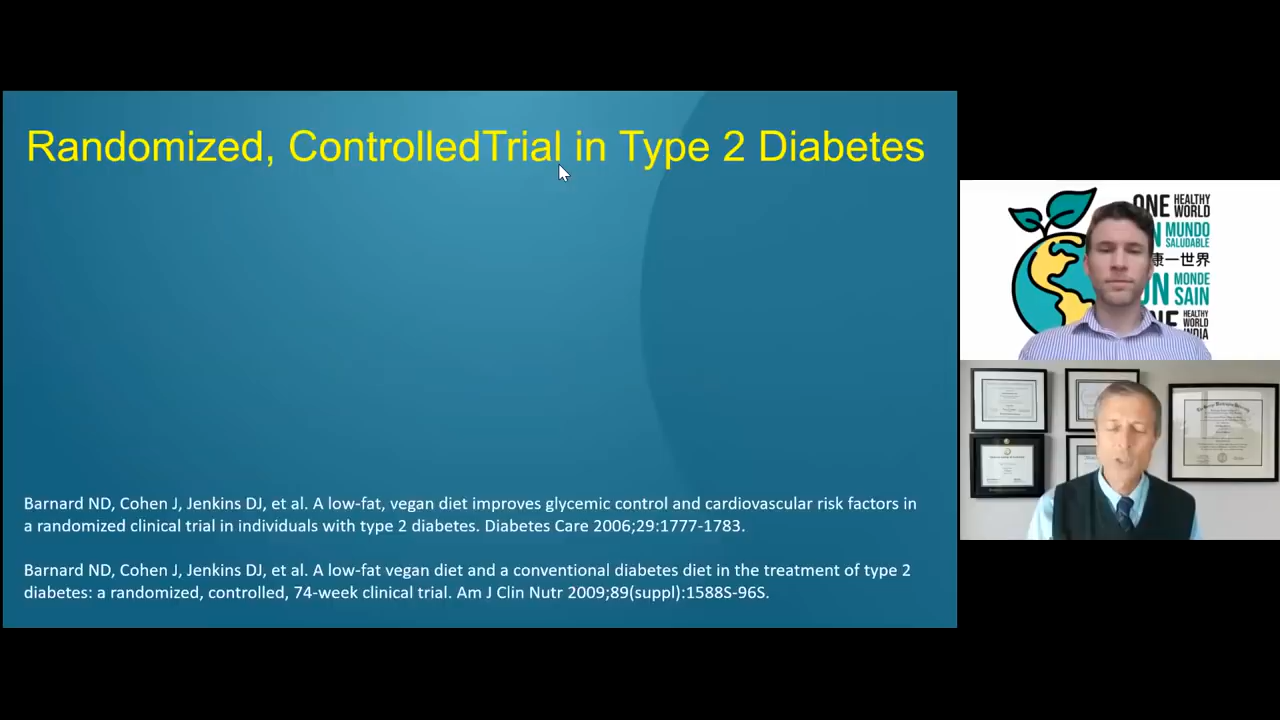 Randomized, ControlledTrial in Type 2 Diabetes
Barnard ND, Cohen J, Jenkins DJ, et al. A low-fat, vegan diet improves glycemic control and cardiovascular risk factors in
a randomized clinical trial in individuals with type 2 diabetes. Diabetes Care 2006;29:1777-1783.
Barnard ND, Cohen J, Jenkins DJ, et al. A low-fat vegan diet and a conventional diabetes diet in the treatment of type 2
diabetes: a randomized, controlled, 74-week clinical trial. Am J Clin Nutr 2009;89(suppl):1588S-96S.
ONE HEALTHY
WORLD
MUNDO
SALUDABLE
康一世界
MONDE
SAIN
HEALTHY
WORLD
INDIA